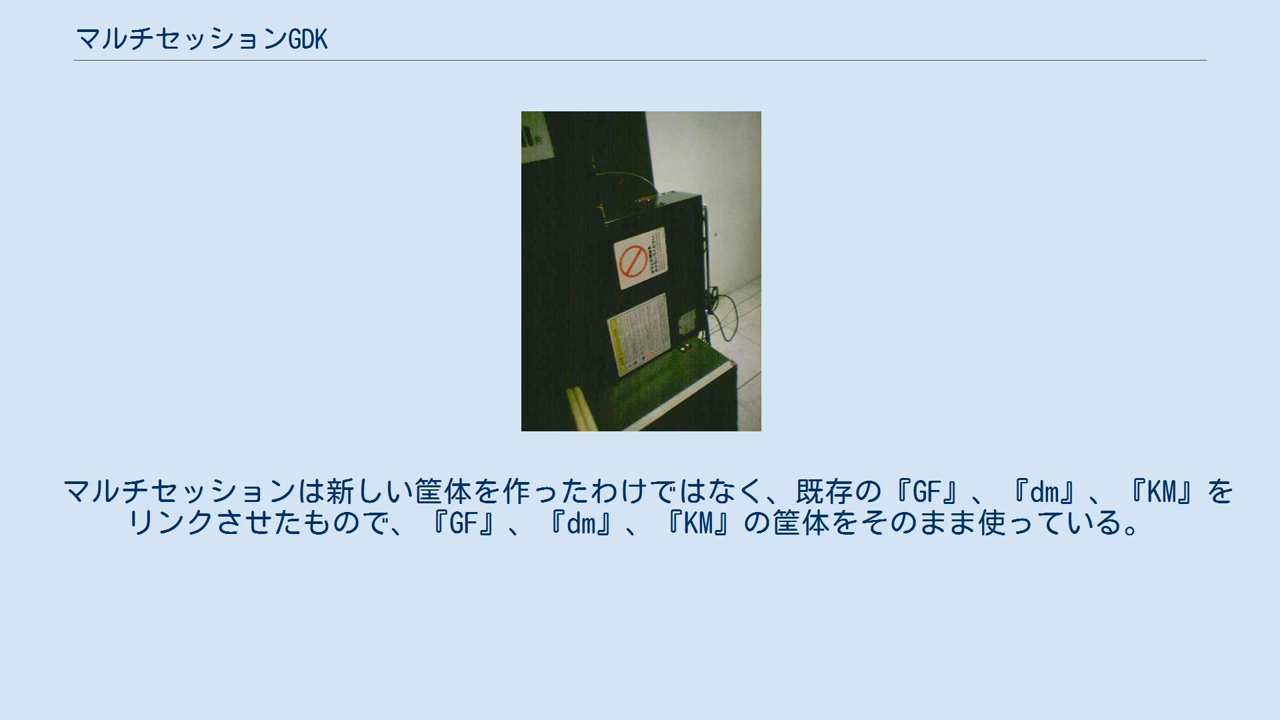 マルチセッションGDK
マルチセッションは新しい筐体を作ったわけではなく、既存の『GF』、『dm』、『KM』を
リンクさせたもので、『GF』、『dm』、『KM』の筐体をそのまま使っている。